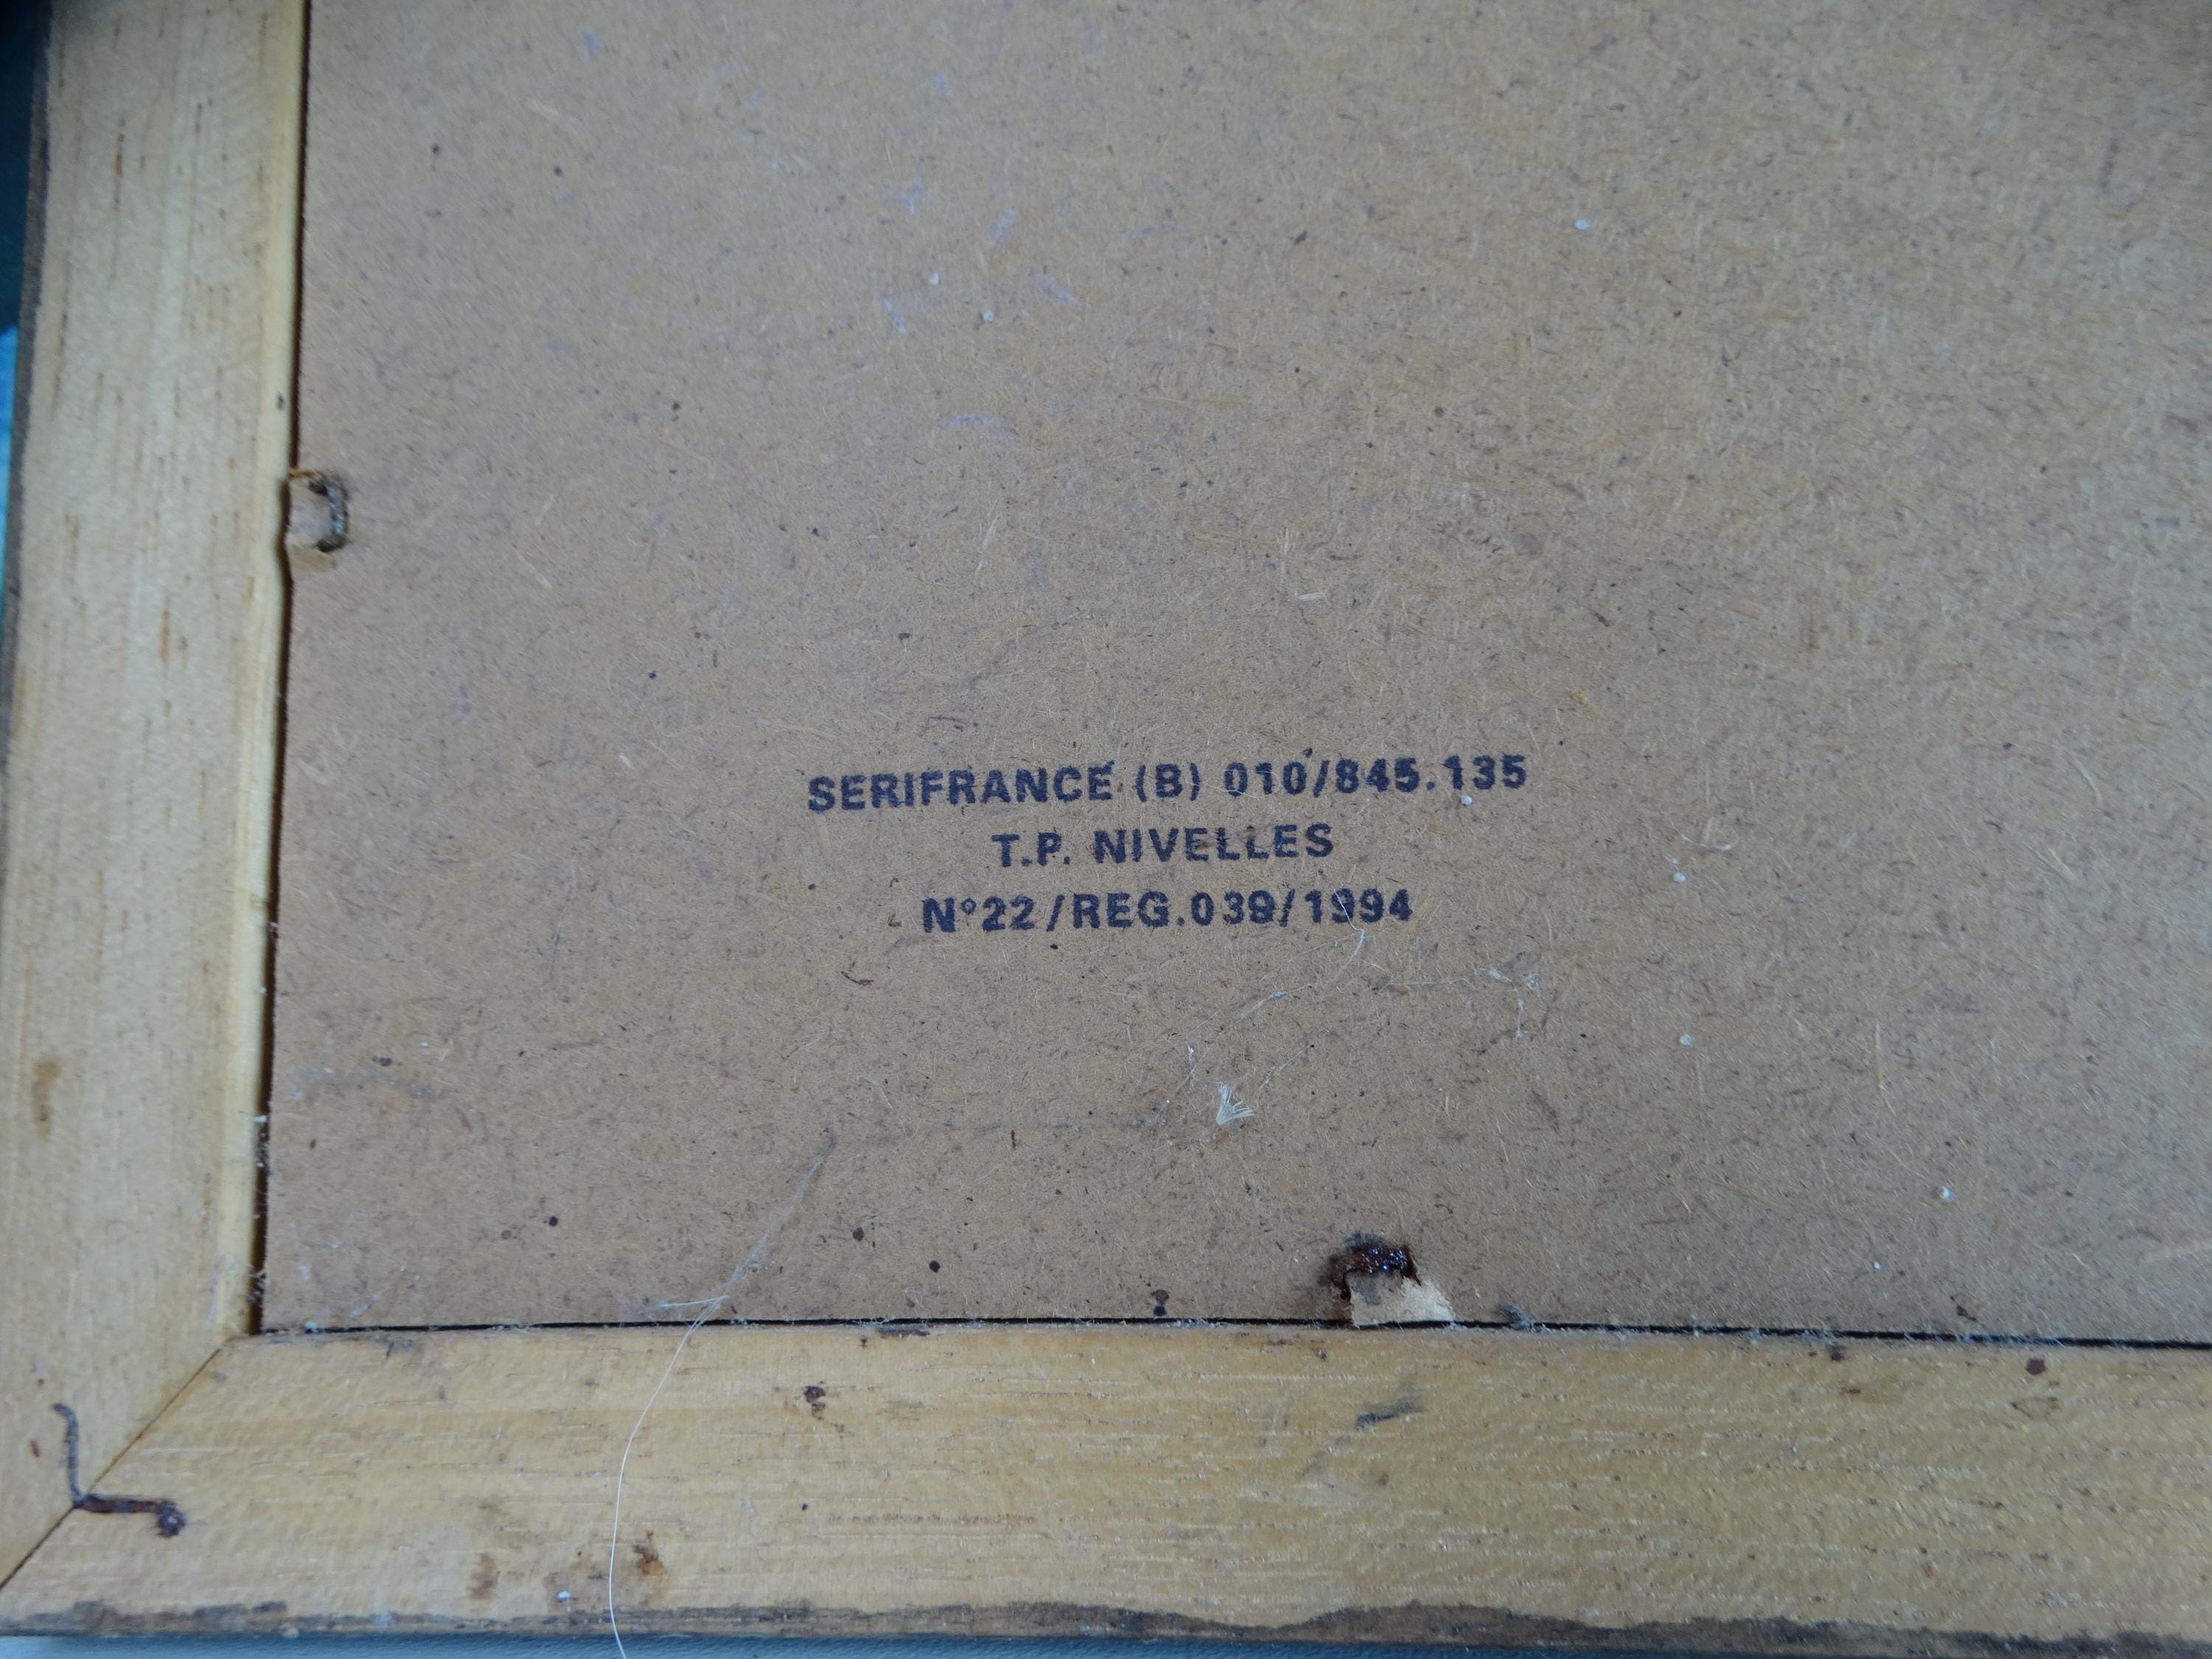 SERIFRANCE (B) 010/845.135
T.P. NIVELLES
N°22/REG.039/1994